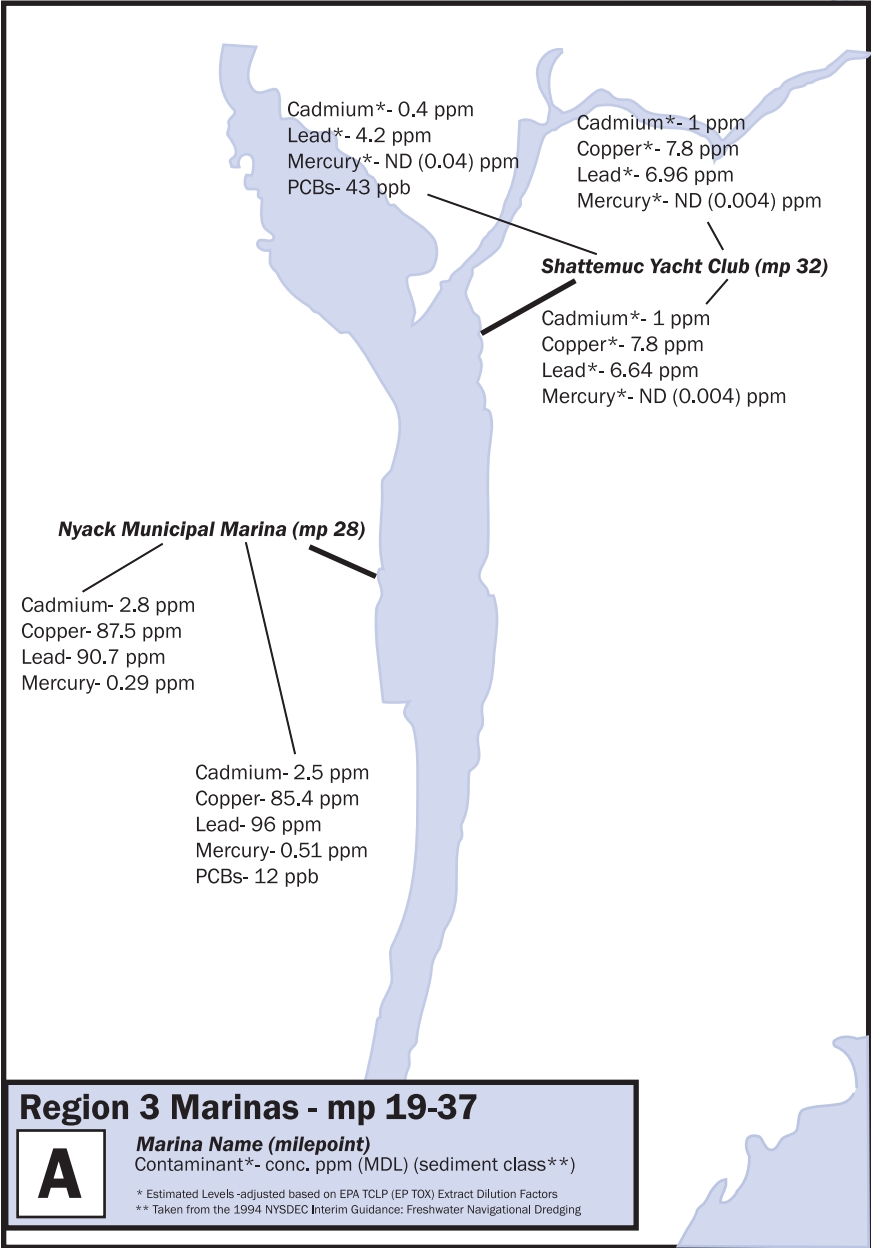 Cadmium*- 0.4 ppm
Lead*- 4.2 ppm
Mercury*- ND (0.04) ppm
PCBs- 43 ppb
Cadmium*- 1 ppm
Copper*- 7.8 ppm
Lead*- 6.96 ppm
Mercury*- ND (0.004) ppm
Shattemuc Yacht Club (mp 32)
Cadmium*- 1 ppm
Copper*- 7.8 ppm
Lead*- 6.64 ppm
Mercury*- ND (0.004) ppm
Nyack Municipal Marina (mp 28)
Cadmium- 2.8 ppm
Copper- 87.5 ppm
Lead- 90.7 ppm
Mercury- 0.29 ppm
Cadmium- 2.5 ppm
Copper- 85.4 ppm
Lead- 96 ppm
Mercury- 0.51 ppm
PCBs- 12 ppb
Region 3 Marinas - mp 19-37
A
Marina Name (milepoint)
Contaminant*- conc. ppm (MDL) (sediment class**)
* Estimated Levels -adjusted based on EPA TCLP (EP TOX) Extract Dilution Factors
** Taken from the 1994 NYSDEC Interim Guidance: Freshwater Navigational Dredging